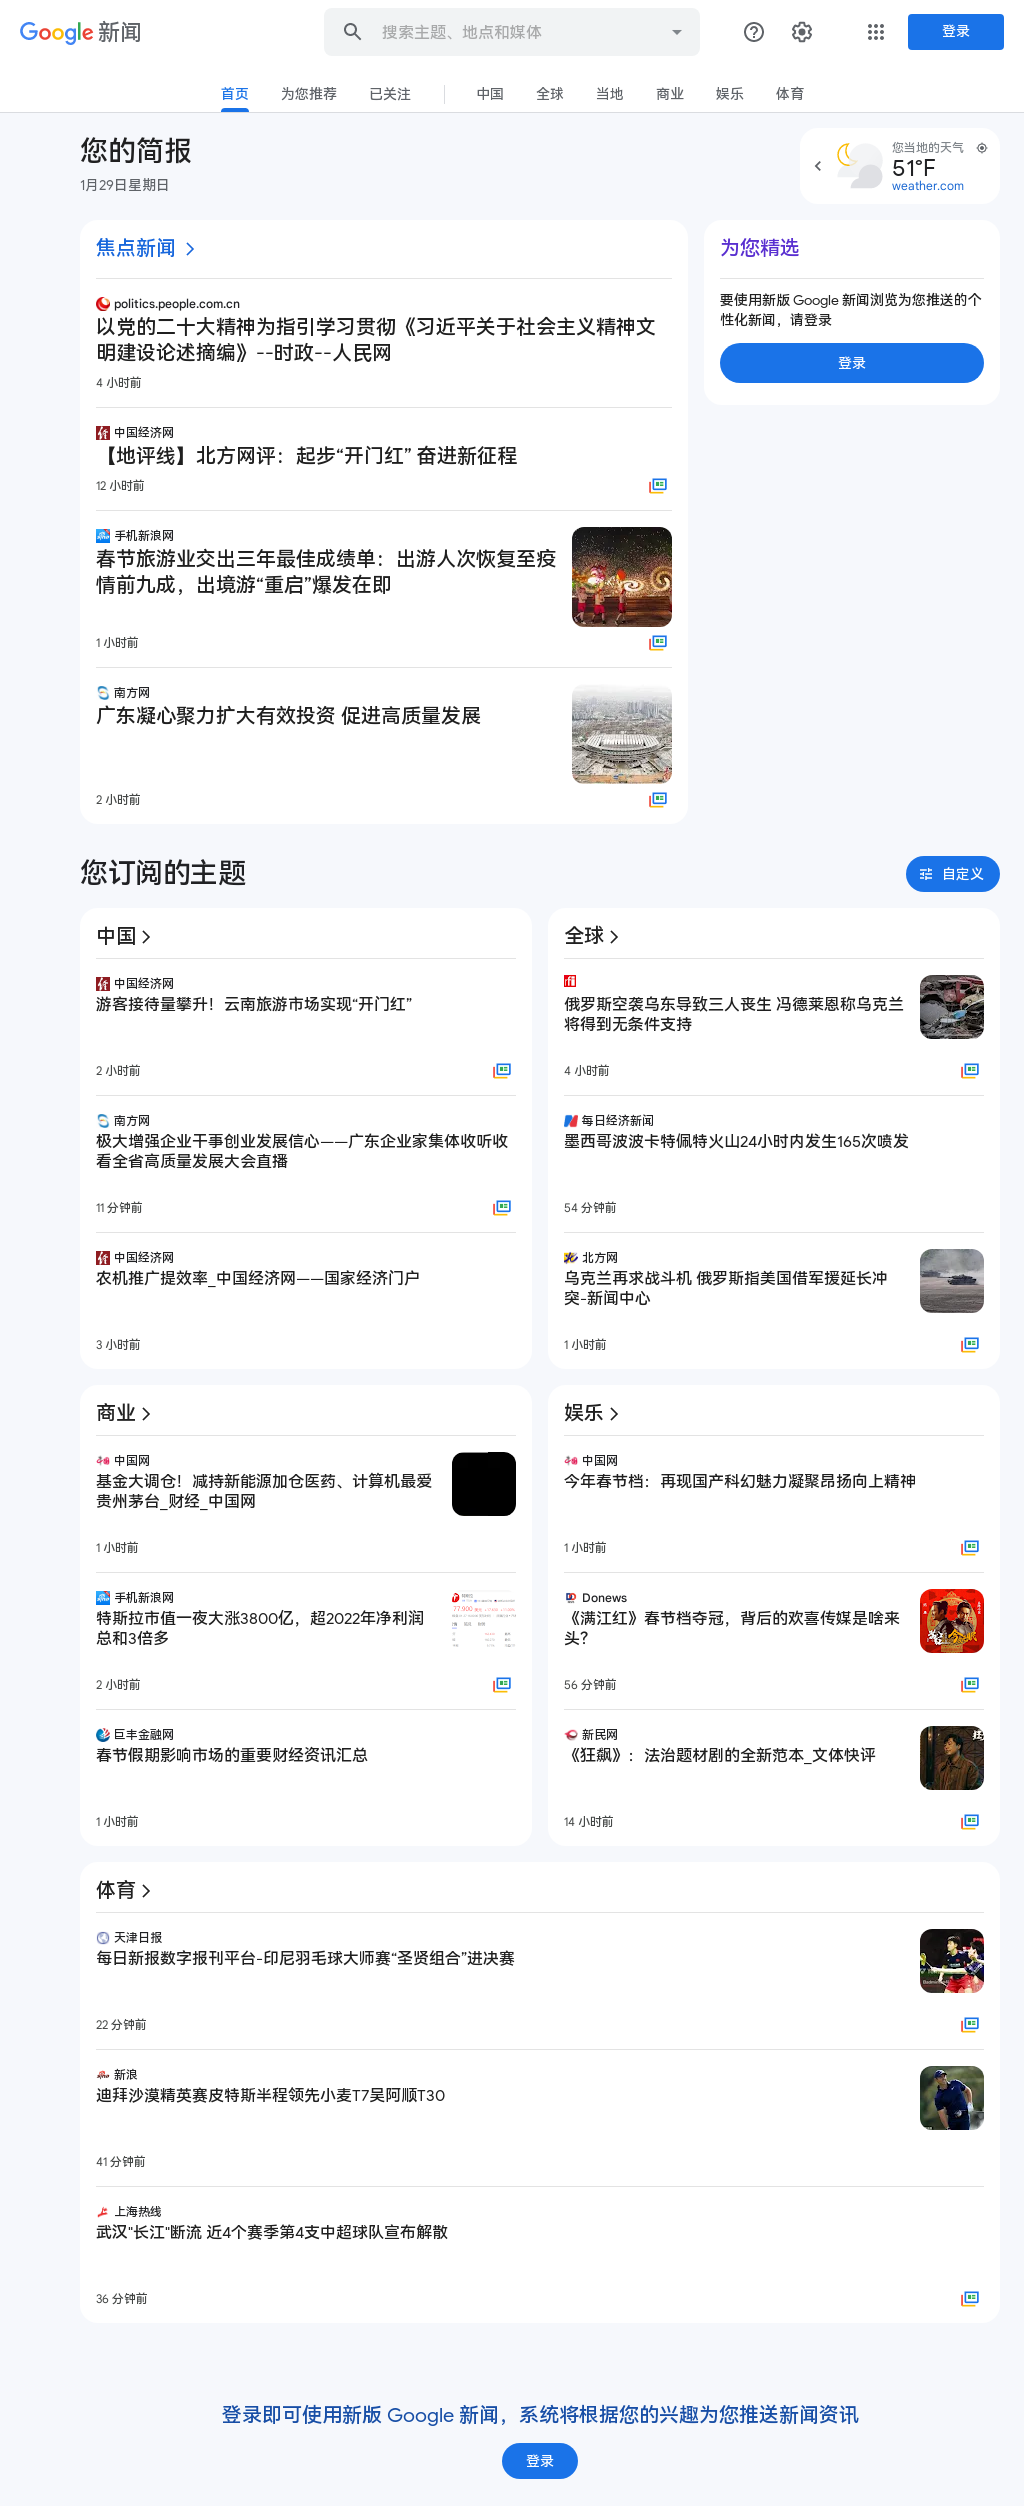 Google 新闻
搜索主题、地点和媒体
登录
首页 为您推荐 已关注 中国 全球 当地 商业 娱乐 体育
您的简报
1月29日星期日
您当地的天气
51°F
weather.com
焦点新闻
politics.people.com.cn
以党的二十大精神为指引学习贯彻《习近平关于社会主义精神文
明建设论述摘编》--时政--人民网
4 小时前
中国经济网
【地评线】北方网评：起步“开门红” 奋进新征程
12 小时前
手机新浪网
春节旅游业交出三年最佳成绩单：出游人次恢复至疫
情前九成，出境游“重启”爆发在即
1 小时前
南方网
广东凝心聚力扩大有效投资 促进高质量发展
2 小时前
为您精选
要使用新版 Google 新闻浏览为您推送的个
性化新闻，请登录
登录
您订阅的主题
自定义
中国
中国经济网
游客接待量攀升！云南旅游市场实现“开门红”
2 小时前
南方网
极大增强企业干事创业发展信心——广东企业家集体收听收
看全省高质量发展大会直播
11 分钟前
中国经济网
农机推广提效率_中国经济网——国家经济门户
3 小时前
全球
俄罗斯空袭乌东导致三人丧生 冯德莱恩称乌克兰
将得到无条件支持
4 小时前
每日经济新闻
墨西哥波波卡特佩特火山24小时内发生165次喷发
54 分钟前
北方网
乌克兰再求战斗机 俄罗斯指美国借军援延长冲
突-新闻中心
1 小时前
商业
中国网
基金大调仓！减持新能源加仓医药、计算机最爱
贵州茅台_财经_中国网
1 小时前
手机新浪网
特斯拉市值一夜大涨3800亿，超2022年净利润
总和3倍多
77.900
2 小时前
巨丰金融网
春节假期影响市场的重要财经资讯汇总
1 小时前
娱乐
中国网
今年春节档：再现国产科幻魅力凝聚昂扬向上精神
1 小时前
Donews
《满江红》春节档夺冠，背后的欢喜传媒是啥来
头？
56 分钟前
新民网
《狂飙》：法治题材剧的全新范本_文体快评
14 小时前
体育
天津日报
每日新报数字报刊平台-印尼羽毛球大师赛“圣贤组合”进决赛
22 分钟前
新浪
迪拜沙漠精英赛皮特斯半程领先小麦T7吴阿顺T30
41 分钟前
上海热线
武汉"长江"断流 近4个赛季第4支中超球队宣布解散
36 分钟前
登录即可使用新版 Google 新闻，系统将根据您的兴趣为您推送新闻资讯
登录